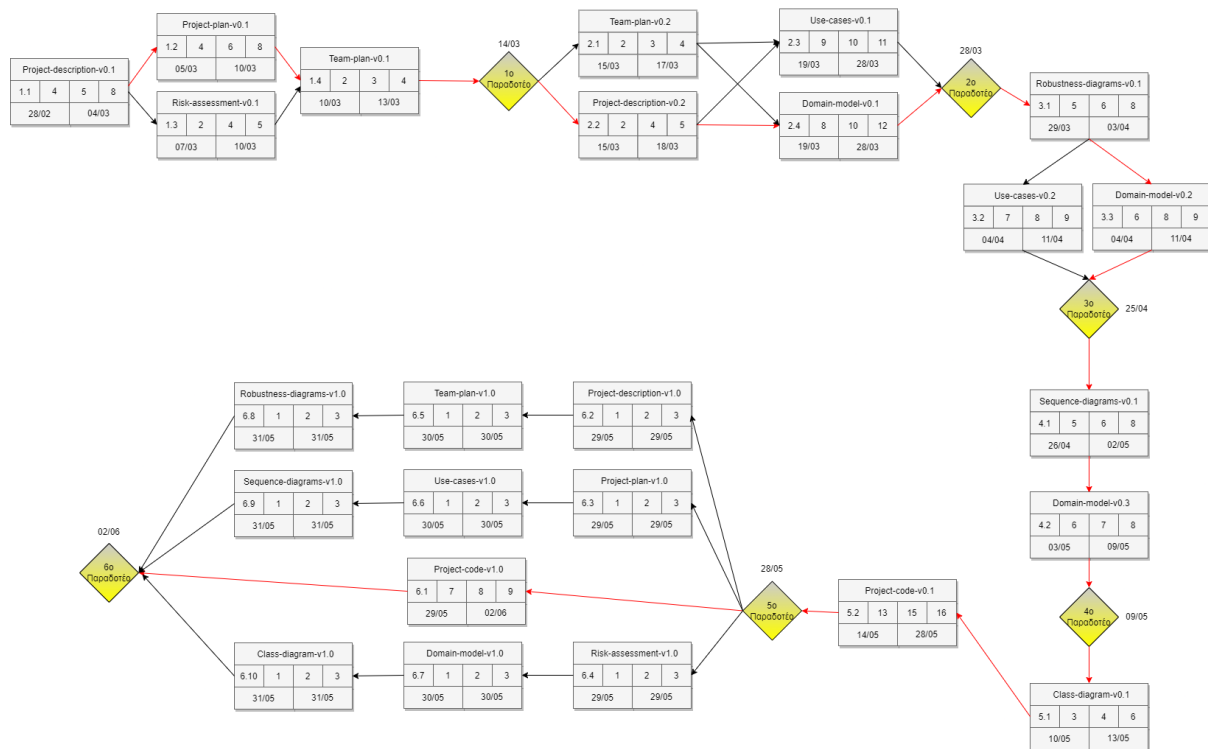 Project-description-v0.1
1.1 4 5 8
28/02 04/03
Project-plan-v0.1
1.2 4 6 8
05/03 10/03
Risk-assessment-v0.1
1.3 2 4 5
07/03 10/03
Team-plan-v0.1
1.4 2 3 4
10/03 13/03
14/03
1ο
Παραδοτέο
Team-plan-v0.2
2.1 2 3 4
15/03 17/03
Project-description-v0.2
2.2 2 4 5
15/03 18/03
Use-cases-v0.1
2.3 9 10 11
19/03 28/03
Domain-model-v0.1
2.4 8 10 12
19/03 28/03
28/03
2ο
Παραδοτέο
Robustness-diagrams-v0.1
3.1 5 6 8
29/03 03/04
Use-cases-v0.2
3.2 7 8 9
04/04 11/04
Domain-model-v0.2
3.3 6 8 9
04/04 11/04
3ο
Παραδοτέο
25/04
Sequence-diagrams-v0.1
4.1 5 6 8
26/04 02/05
Domain-model-v0.3
4.2 6 7 8
03/05 09/05
4ο
Παραδοτέο
09/05
Class-diagram-v0.1
5.1 3 4 6
10/05 13/05
Project-code-v0.1
5.2 13 15 16
14/05 28/05
28/05
5ο
Παραδοτέο
Project-description-v1.0
6.2 1 2 3
29/05 29/05
Team-plan-v1.0
6.5 1 2 3
30/05 30/05
Robustness-diagrams-v1.0
6.8 1 2 3
31/05 31/05
Project-plan-v1.0
6.3 1 2 3
29/05 29/05
Use-cases-v1.0
6.6 1 2 3
30/05 30/05
Sequence-diagrams-v1.0
6.9 1 2 3
31/05 31/05
Project-code-v1.0
6.1 7 8 9
29/05 02/06
Risk-assessment-v1.0
6.4 1 2 3
29/05 29/05
Domain-model-v1.0
6.7 1 2 3
30/05 30/05
Class-diagram-v1.0
6.10 1 2 3
31/05 31/05
02/06
6ο
Παραδοτέο